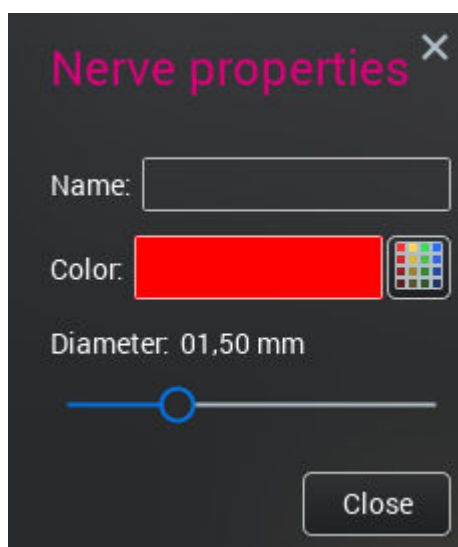 Nerve properties
Name:
Color:
Diameter: 01,50 mm
Close